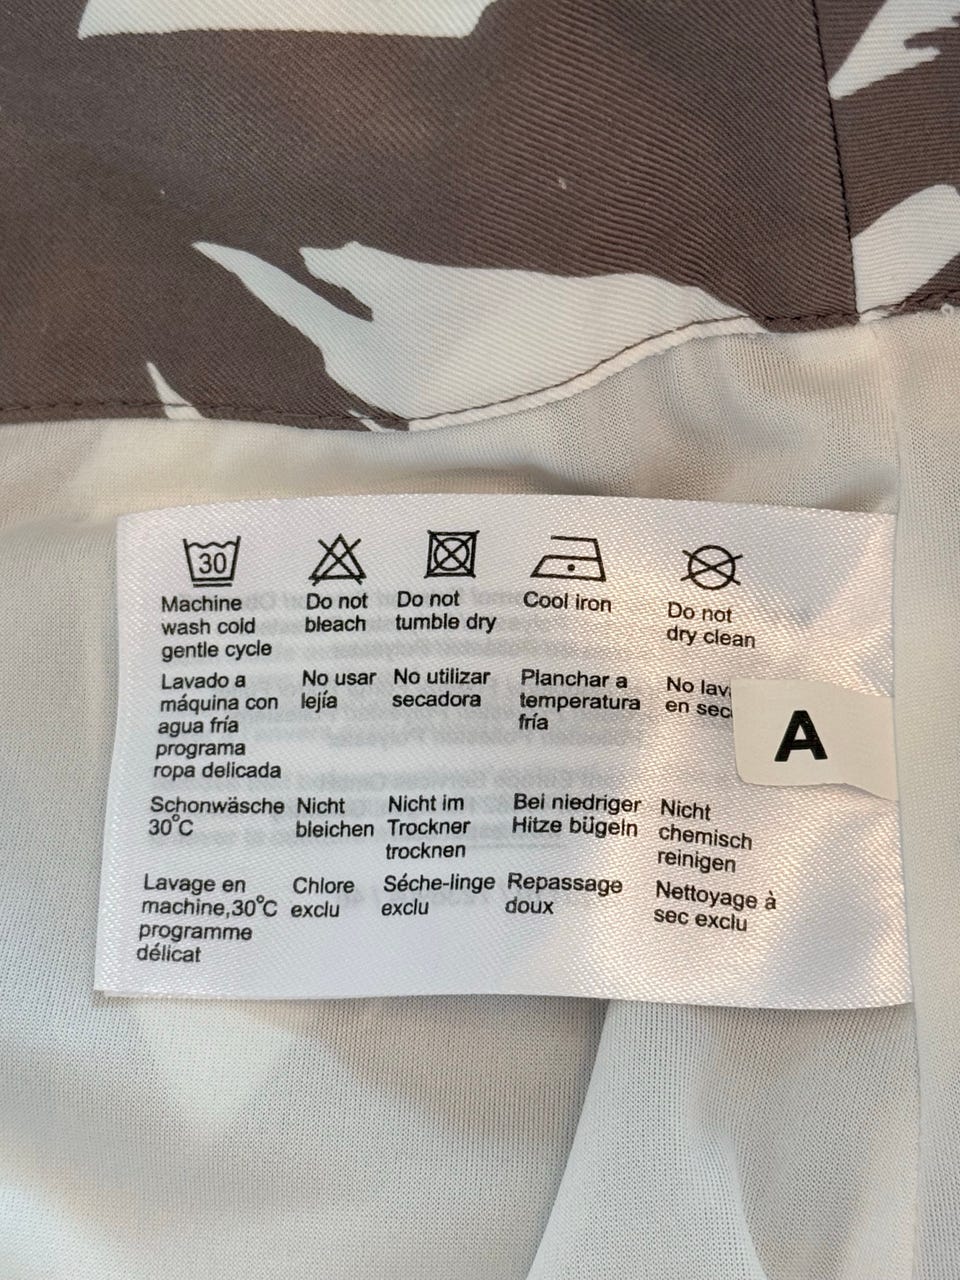 30
Machine
wash cold
gentle cycle
Do not
bleach
Do not
tumble dry
Cool iron
Do not
dry clean
Lavado a
máquina con
agua fría
programa
ropa delicada
No usar
lejía
No utilizar
secadora
Planchar a
temperatura
fría
No
en
A
Schonwäsche
30°C
Nicht
bleichen
Nicht im
Trockner
trocknen
Bei niedriger
Hitze bügeln
Nicht
chemisch
reinigen
Lavage en
machine,30°C
programme
délicat
Chlore
exclu
Séche-linge
exclu
Repassage
doux
Nettoyage à
sec exclu